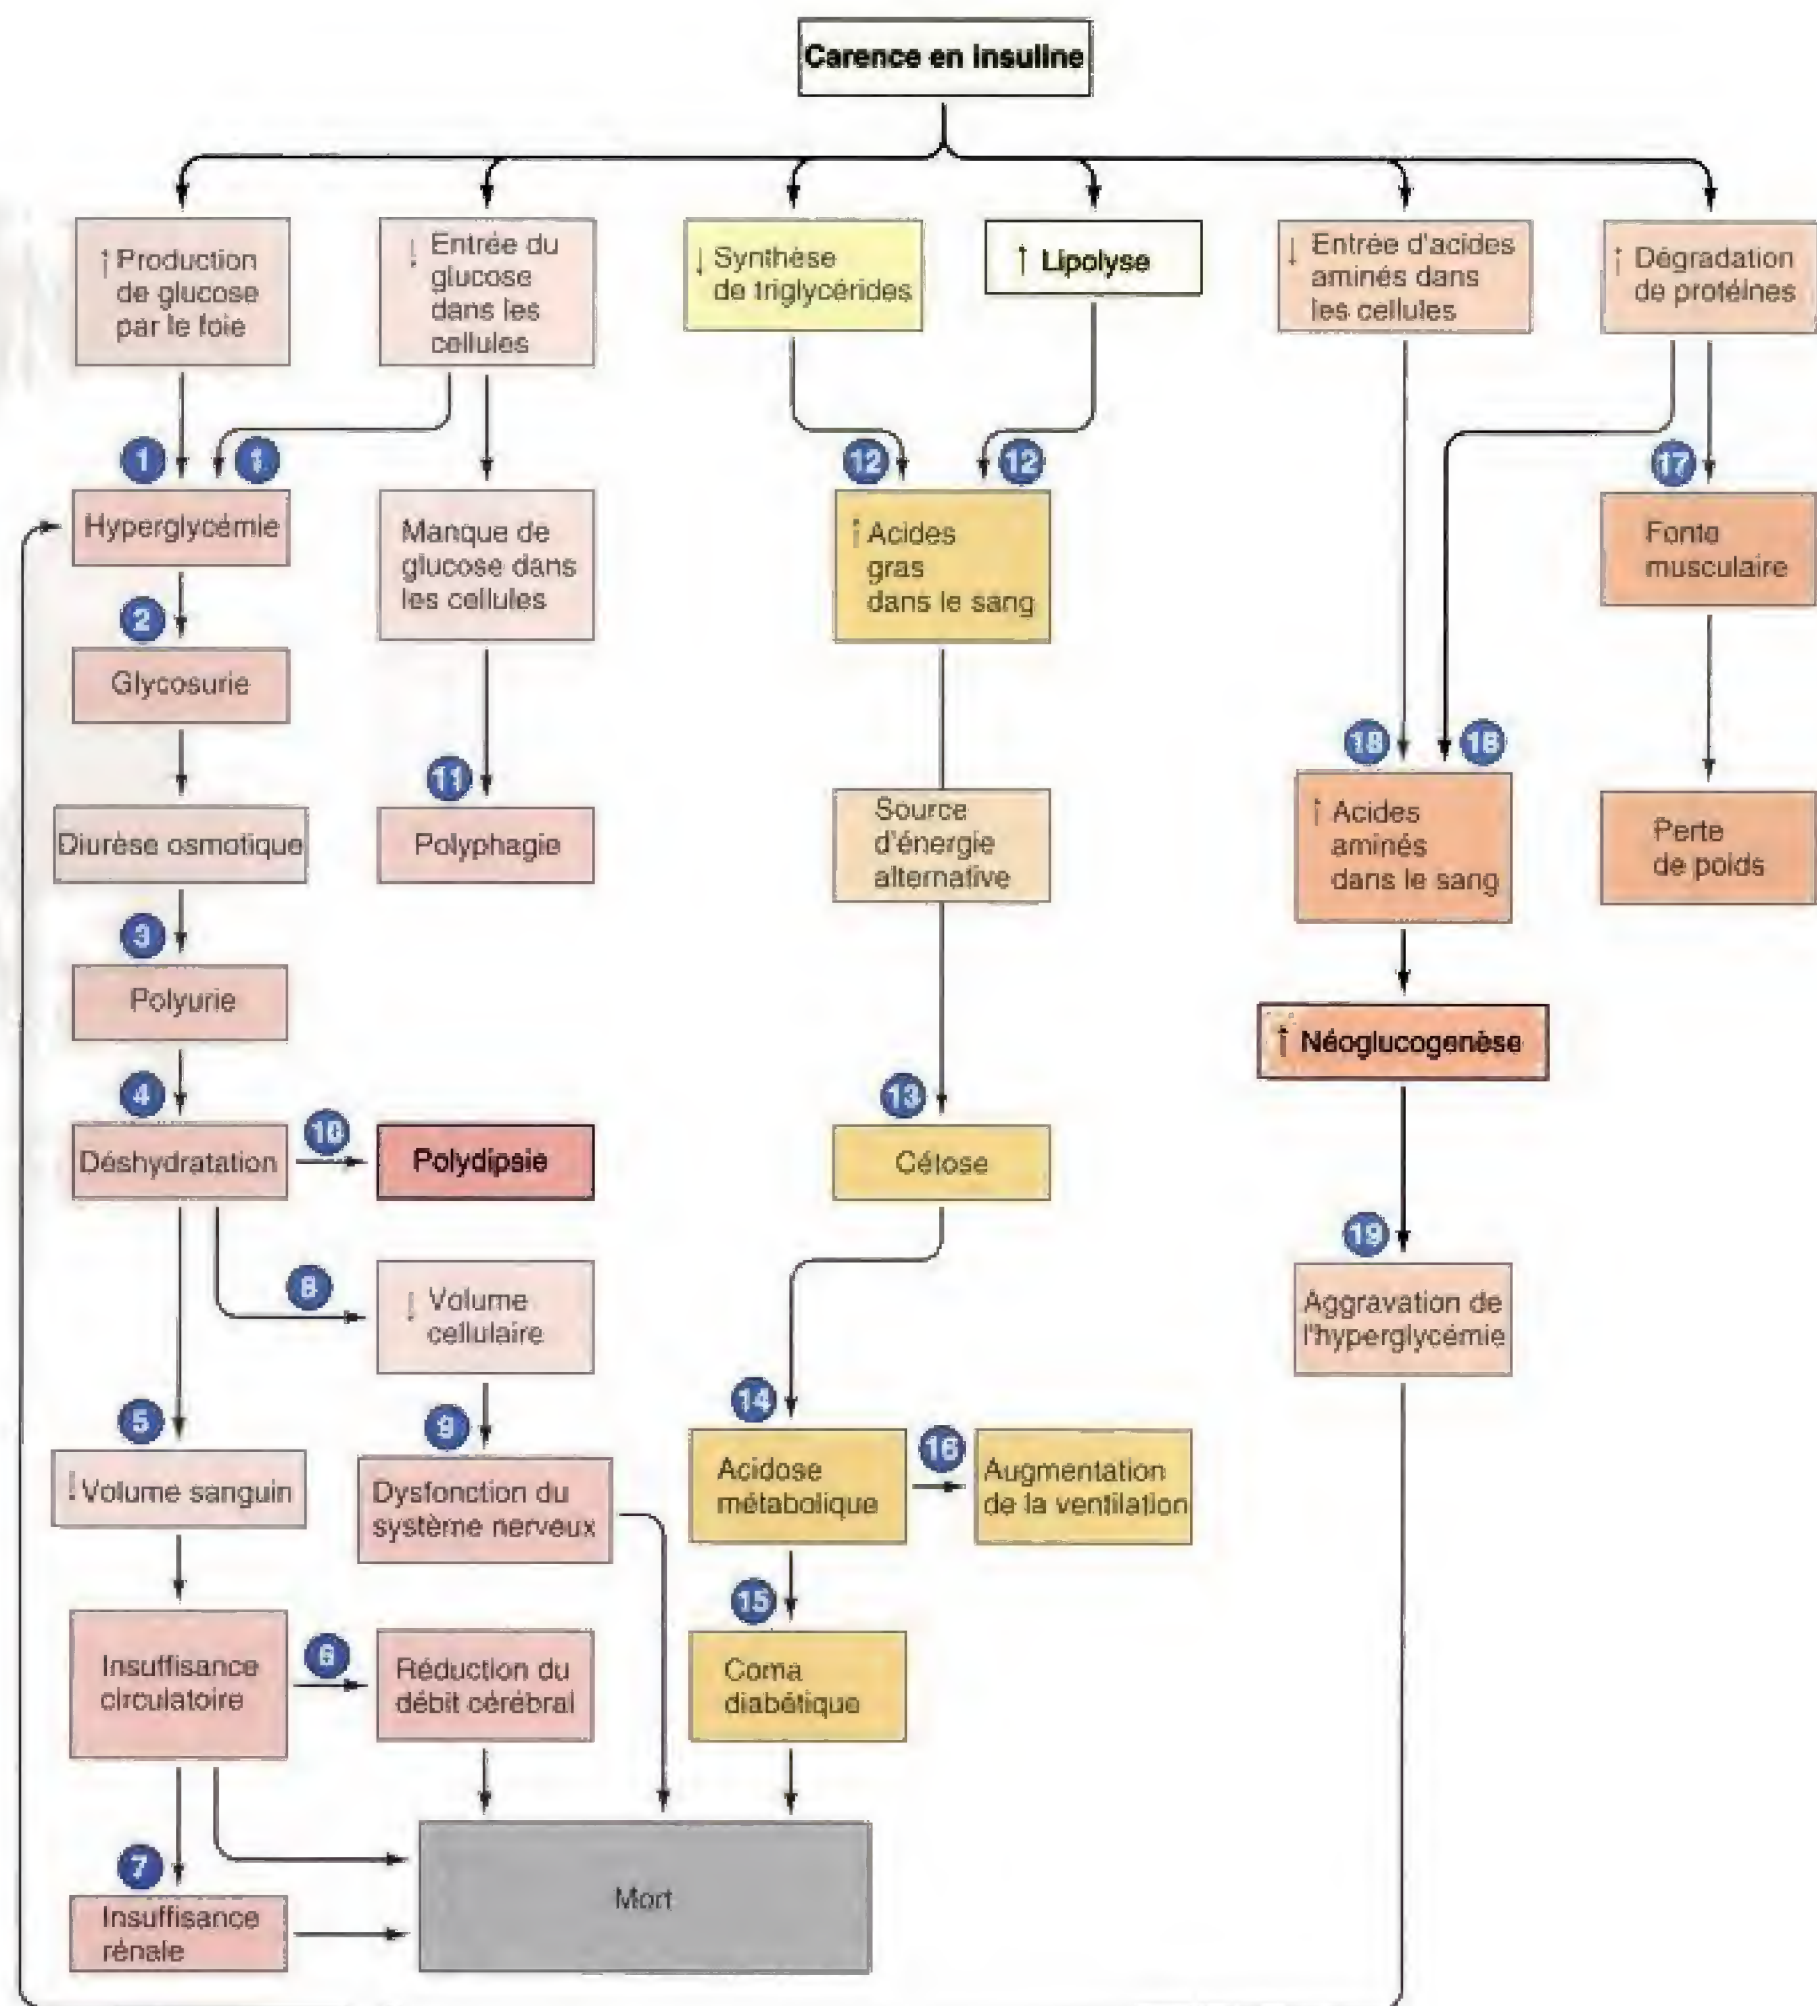 Carence en insuline
↑ Production
de glucose
par le foie
↓ Entrée du
glucose
dans les
cellules
↓ Synthèse
de triglycérides
↑ Lipolyse
↓ Entrée d'acides
aminés dans
les cellules
↑ Dégradation
de protéines
1
1
12
12
17
Hyperglycémie
Manque de
glucose dans
les cellules
↑ Acides
gras
dans le sang
Fonte
musculaire
2
Glycosurie
11
18
18
Diurèse osmotique
Polyphagie
Source
d'énergie
alternative
↑ Acides
aminés
dans le sang
Perte
de poids
3
Polyurie
↑ Néoglucogenèse
4
10
13
Déshydratation
Polydipsie
Cétose
19
8
↓ Volume
cellulaire
Aggravation de
l'hyperglycémie
5
9
14
16
↓ Volume sanguin
Dysfonction du
système nerveux
Acidose
métabolique
Augmentation
de la ventilation
15
Insuffisance
circulatoire
6
Réduction du
débit cérébral
Coma
diabétique
7
Mort
Insuffisance
rénale